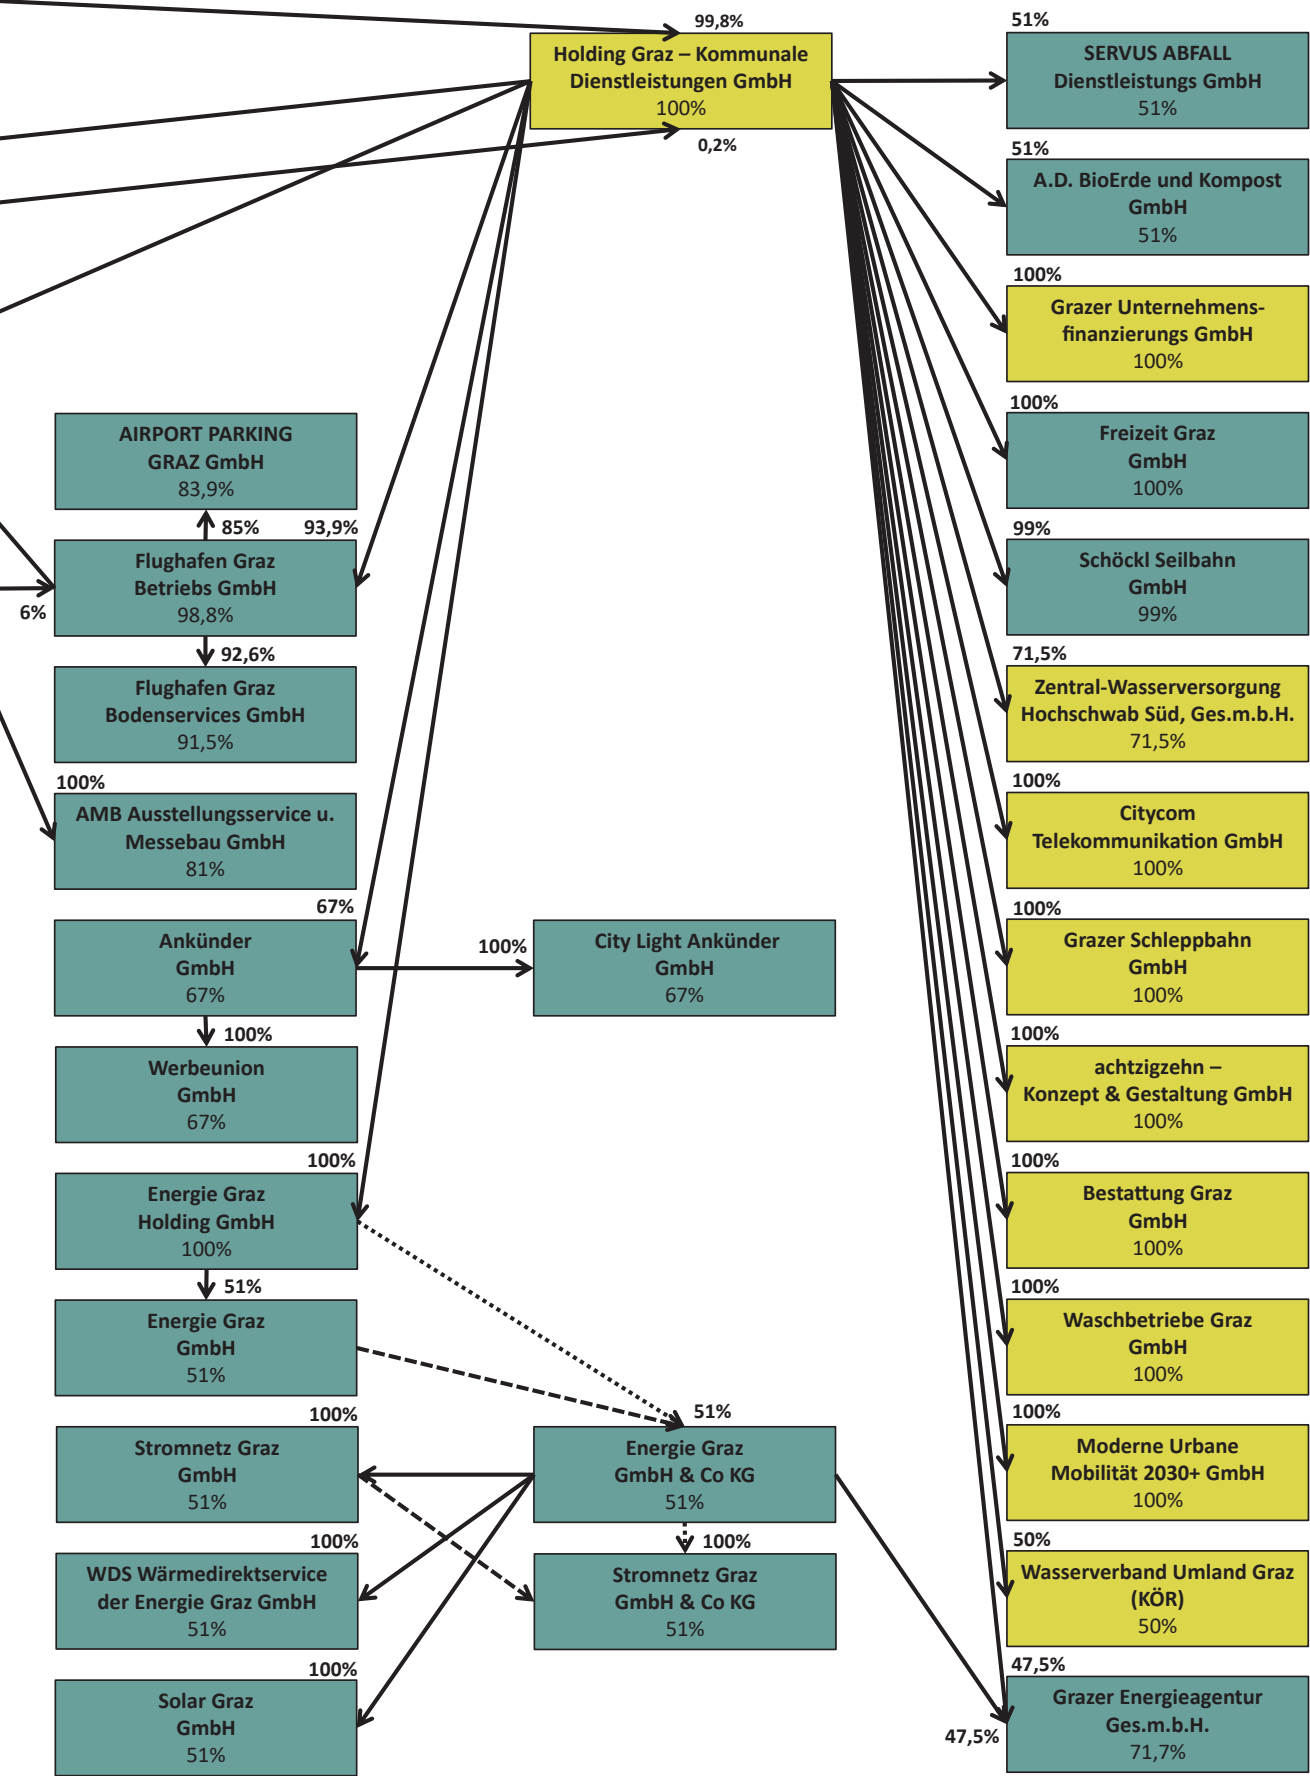 99,8%
Holding Graz – Kommunale
Dienstleistungen GmbH
100%
0,2%
51%
SERVUS ABFALL
Dienstleistungs GmbH
51%
51%
A.D. BioErde und Kompost
GmbH
51%
100%
Grazer Unternehmens-
finanzierungs GmbH
100%
100%
Freizeit Graz
GmbH
100%
99%
Schöckl Seilbahn
GmbH
99%
71,5%
Zentral-Wasserversorgung
Hochschwab Süd, Ges.m.b.H.
71,5%
100%
Citycom
Telekommunikation GmbH
100%
100%
Grazer Schleppbahn
GmbH
100%
100%
achtzigzehn –
Konzept & Gestaltung GmbH
100%
100%
Bestattung Graz
GmbH
100%
100%
Waschbetriebe Graz
GmbH
100%
100%
Moderne Urbane
Mobilität 2030+ GmbH
100%
50%
Wasserverband Umland Graz
(KÖR)
50%
47,5%
Grazer Energieagentur
Ges.m.b.H.
71,7%
47,5%
AIRPORT PARKING
GRAZ GmbH
83,9%
85%
93,9%
Flughafen Graz
Betriebs GmbH
98,8%
6%
92,6%
Flughafen Graz
Bodenservices GmbH
91,5%
100%
AMB Ausstellungsservice u.
Messebau GmbH
81%
67%
Ankünder
GmbH
67%
100%
City Light Ankünder
GmbH
67%
100%
Werbeunion
GmbH
67%
100%
Energie Graz
Holding GmbH
100%
51%
Energie Graz
GmbH
51%
51%
Energie Graz
GmbH & Co KG
51%
100%
Stromnetz Graz
GmbH
51%
100%
Stromnetz Graz
GmbH & Co KG
51%
100%
WDS Wärmedirektservice
der Energie Graz GmbH
51%
100%
Solar Graz
GmbH
51%